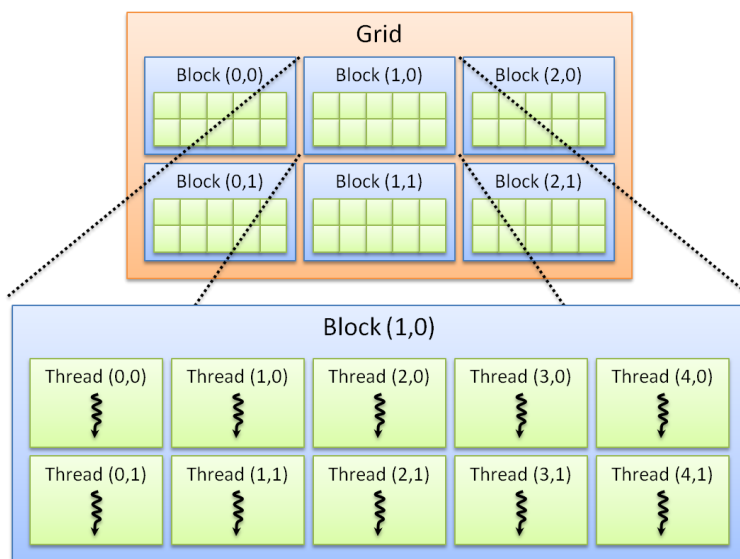 Grid
Block (0,0) Block (1,0) Block (2,0)
Block (0,1) Block (1,1) Block (2,1)
Block (1,0)
Thread (0,0) Thread (1,0) Thread (2,0) Thread (3,0) Thread (4,0)
Thread (0,1) Thread (1,1) Thread (2,1) Thread (3,1) Thread (4,1)